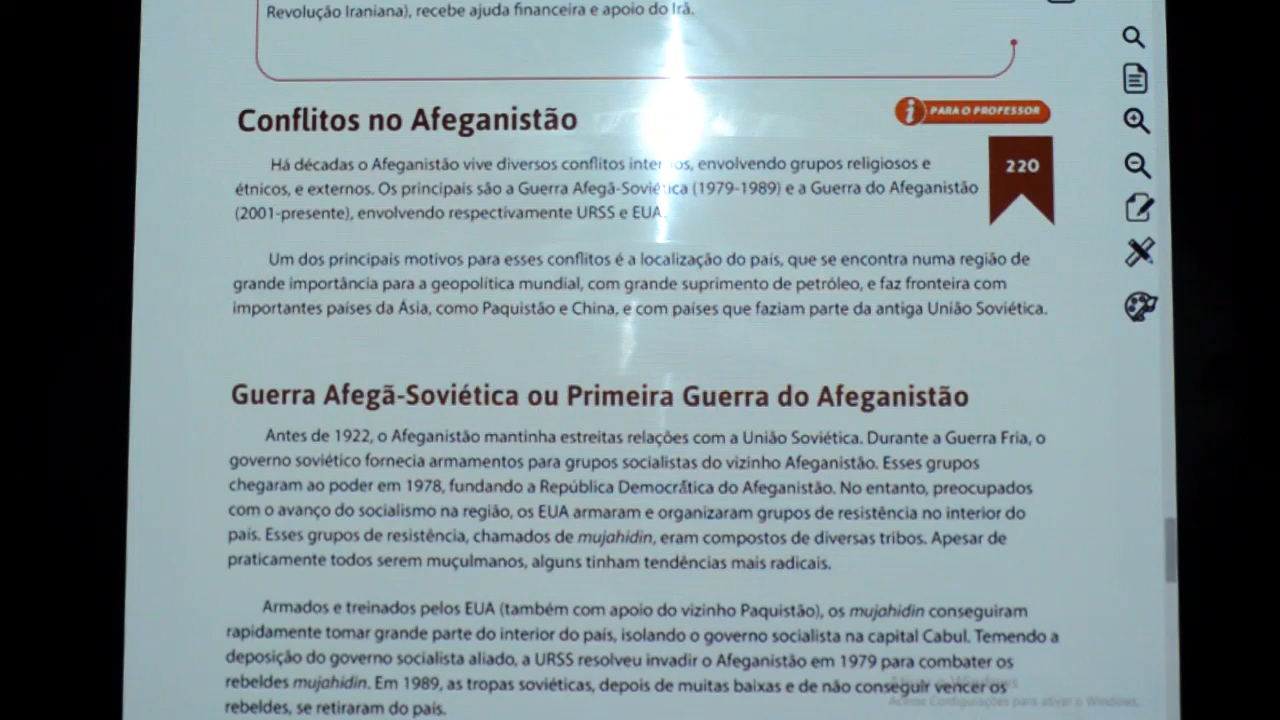 Revolução Iraniana), recebe ajuda financeira e apoio do Irã.
Conflitos no Afeganistão
PARA O PROFESSOR
Há décadas o Afeganistão vive diversos conflitos internos, envolvendo grupos religiosos e
étnicos, e externos. Os principais são a Guerra Afegã-Soviética (1979-1989) e a Guerra do Afeganistão
(2001-presente), envolvendo respectivamente URSS e EUA.
220
Um dos principais motivos para esses conflitos é a localização do país, que se encontra numa região de
grande importância para a geopolítica mundial, com grande suprimento de petróleo, e faz fronteira com
importantes países da Ásia, como Paquistão e China, e com países que faziam parte da antiga União Soviética.
Guerra Afegã-Soviética ou Primeira Guerra do Afeganistão
Antes de 1922, o Afeganistão mantinha estreitas relações com a União Soviética. Durante a Guerra Fria, o
governo soviético fornecia armamentos para grupos socialistas do vizinho Afeganistão. Esses grupos
chegaram ao poder em 1978, fundando a República Democrática do Afeganistão. No entanto, preocupados
com o avanço do socialismo na região, os EUA armaram e organizaram grupos de resistência no interior do
país. Esses grupos de resistência, chamados de mujahidin, eram compostos de diversas tribos. Apesar de
praticamente todos serem muçulmanos, alguns tinham tendências mais radicais.
Armados e treinados pelos EUA (também com apoio do vizinho Paquistão), os mujahidin conseguiram
rapidamente tomar grande parte do interior do país, isolando o governo socialista na capital Cabul. Temendo a
deposição do governo socialista aliado, a URSS resolveu invadir o Afeganistão em 1979 para combater os
rebeldes mujahidin. Em 1989, as tropas soviéticas, depois de muitas baixas e de não conseguir vencer os
rebeldes, se retiraram do país.
Ativar o Windows
Acesse Configurações para ativar o Windows.